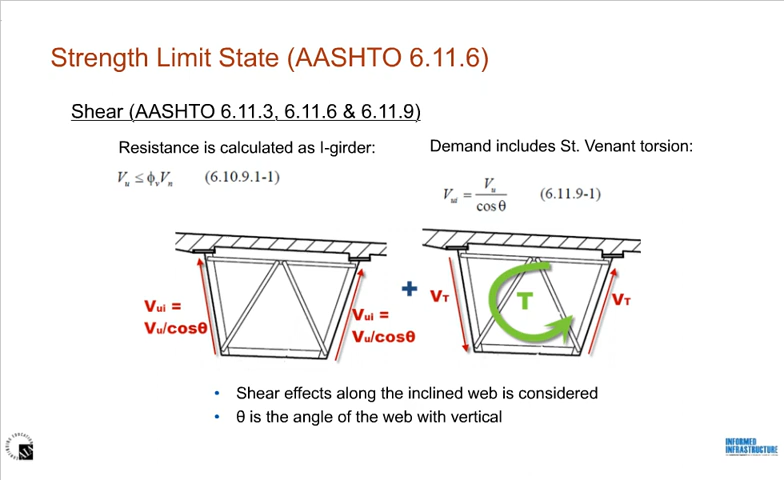 Strength Limit State (AASHTO 6.11.6)
Shear (AASHTO 6.11.3, 6.11.6 & 6.11.9)
Resistance is calculated as I-girder:
Vu ≤ ϕvVn (6.10.9.1-1)
Demand includes St. Venant torsion:
Vui = Vu / cosθ (6.11.9-1)
Vui =
Vu/cosθ
Vui =
Vu/cosθ
+
VT
T
VT
• Shear effects along the inclined web is considered
• θ is the angle of the web with vertical
INFORMED
INFRASTRUCTURE